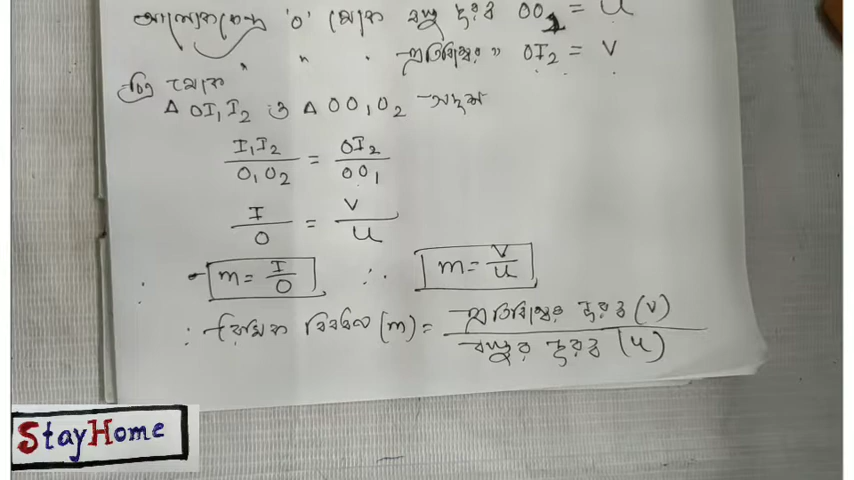 আলোককেন্দ্র 'O' থেকে বস্তুর দূরত্ব OO₁ = u
" " " প্রতিবিম্বের " OI₂ = v
চিত্র থেকে
Δ OI₁I₂ ও Δ OO₁O₂ সদৃশ
I₁I₂/O₁O₂ = OI₂/OO₁
I/O = v/u
m = I/O ∴ m = v/u
∴ রৈখিক বিবর্ধন (m) = প্রতিবিম্বের দূরত্ব (v)/বস্তুর দূরত্ব (u)
StayHome